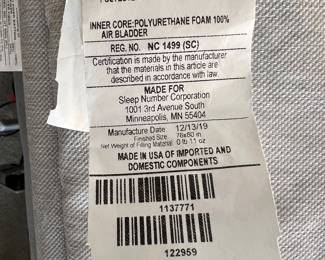 INNER CORE:POLYURETHANE FOAM 100%
AIR BLADDER
REG. NO. NC 1499 (SC)
Certification is made by the manufacturer
that the materials in this article are
described in accordance with law.
MADE FOR
Sleep Number Corporation
1001 3rd Avenue South
Minneapolis, MN 55404
Manufacture Date: 12/13/19
Finished Size: 76x80 in
Net Weight of Filling Material: 0 lb 11 oz
MADE IN USA OF IMPORTED AND
DOMESTIC COMPONENTS
1137771
122959